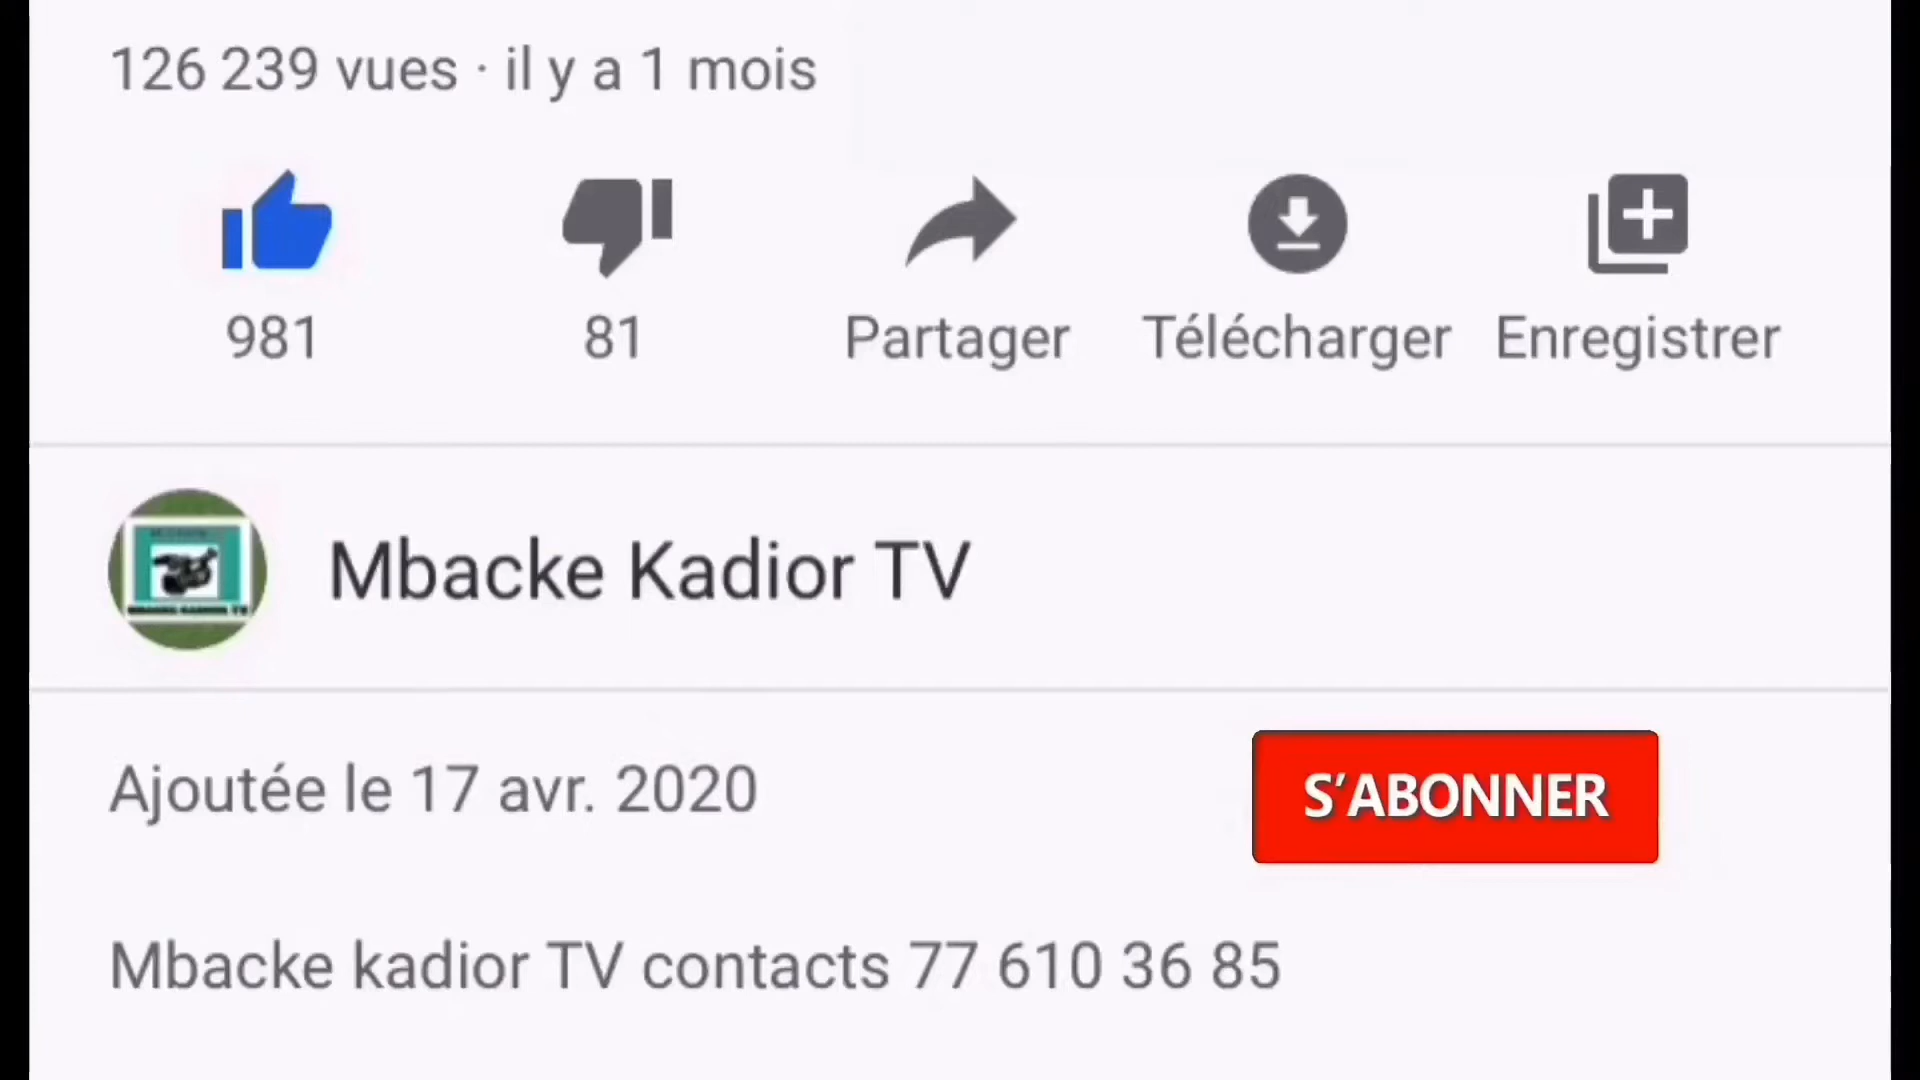 126 239 vues · il y a 1 mois
981 81 Partager Télécharger Enregistrer
Mbacke Kadior TV
Ajoutée le 17 avr. 2020
S'ABONNER
Mbacke kadior TV contacts 77 610 36 85